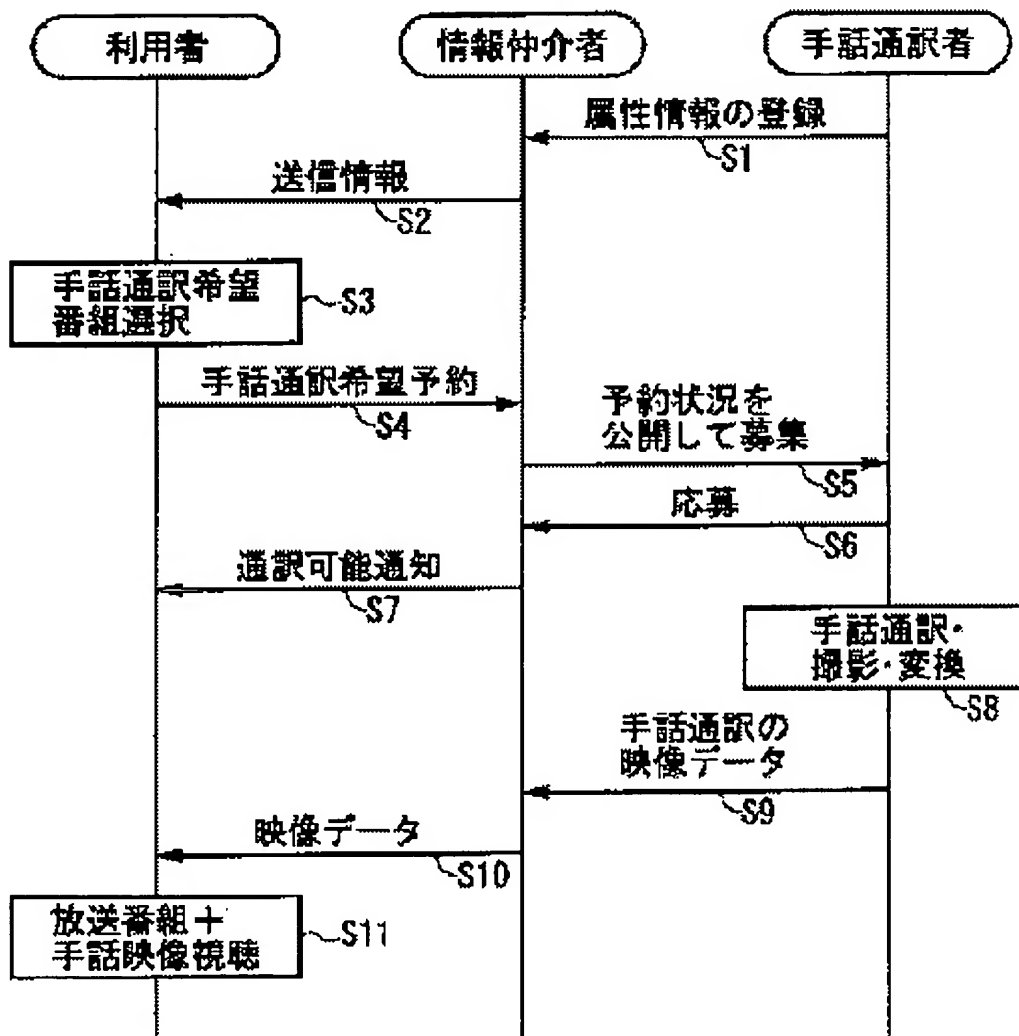 利用者
情報仲介者
手話通訳者
属性情報の登録
S1
送信情報
S2
手話通訳希望
番組選択
S3
手話通訳希望予約
S4
予約状況を
公開して募集
S5
応募
S6
通訳可能通知
S7
手話通訳・
撮影・変換
S8
手話通訳の
映像データ
S9
映像データ
S10
放送番組＋
手話映像視聴
S11